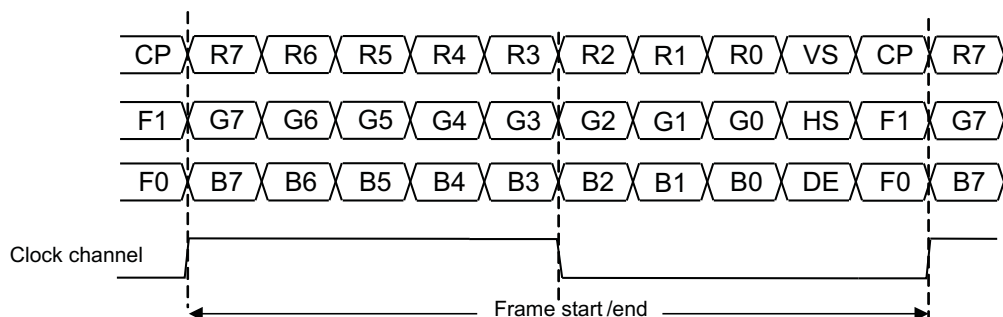 CP R7 R6 R5 R4 R3 R2 R1 R0 VS CP R7
F1 G7 G6 G5 G4 G3 G2 G1 G0 HS F1 G7
F0 B7 B6 B5 B4 B3 B2 B1 B0 DE F0 B7
Clock channel
Frame start/end